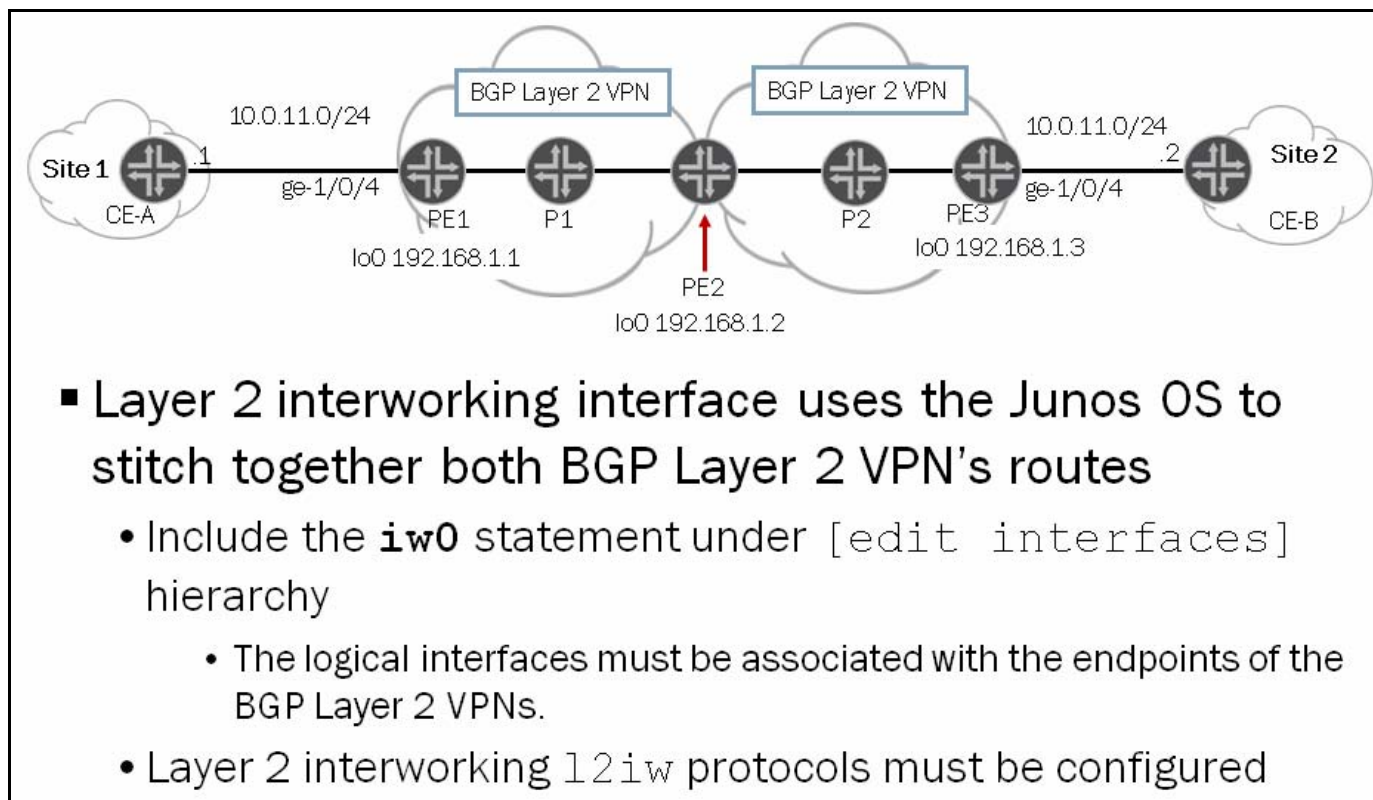 BGP Layer 2 VPN
BGP Layer 2 VPN
10.0.11.0/24
10.0.11.0/24
Site 1
.1
.2
Site 2
ge-1/0/4
ge-1/0/4
CE-A
PE1
P1
P2
PE3
CE-B
lo0 192.168.1.1
lo0 192.168.1.3
PE2
lo0 192.168.1.2
▪ Layer 2 interworking interface uses the Junos OS to
stitch together both BGP Layer 2 VPN's routes
• Include the iw0 statement under [edit interfaces]
hierarchy
• The logical interfaces must be associated with the endpoints of the
BGP Layer 2 VPNs.
• Layer 2 interworking l2iw protocols must be configured